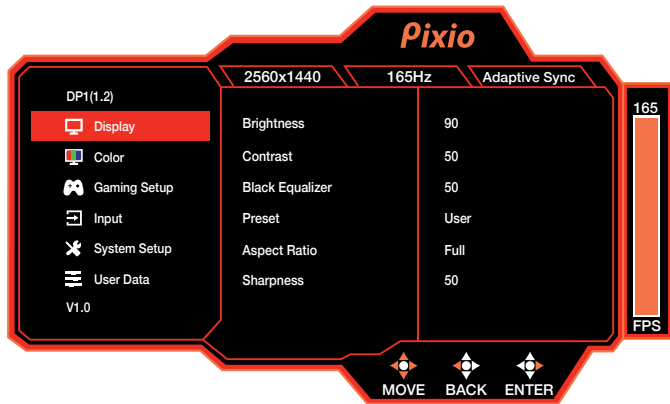 Pixio
2560x1440 165Hz Adaptive Sync
DP1(1.2)
Display
Color
Gaming Setup
Input
System Setup
User Data
V1.0
Brightness 90
Contrast 50
Black Equalizer 50
Preset User
Aspect Ratio Full
Sharpness 50
165
FPS
MOVE BACK ENTER